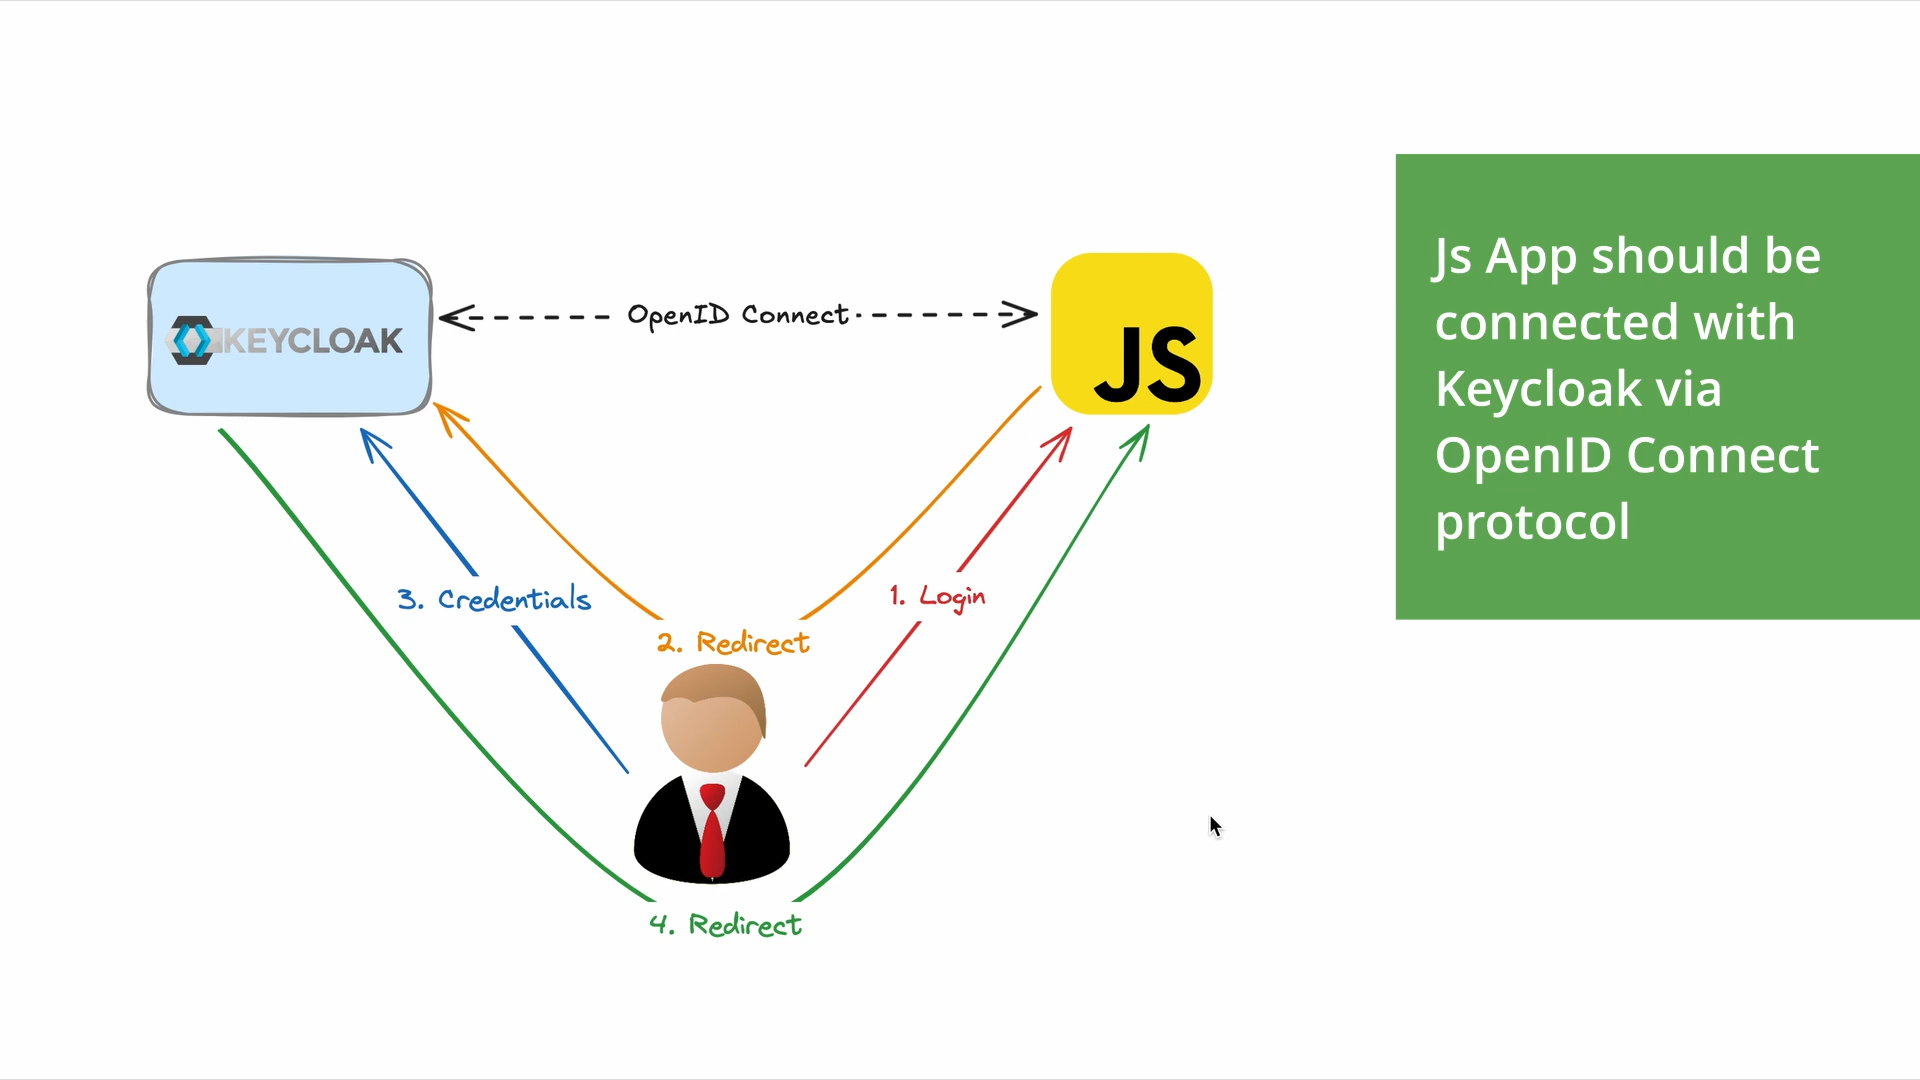 KEYCLOAK
OpenID Connect
JS
3. Credentials
1. Login
2. Redirect
4. Redirect
Js App should be
connected with
Keycloak via
OpenID Connect
protocol